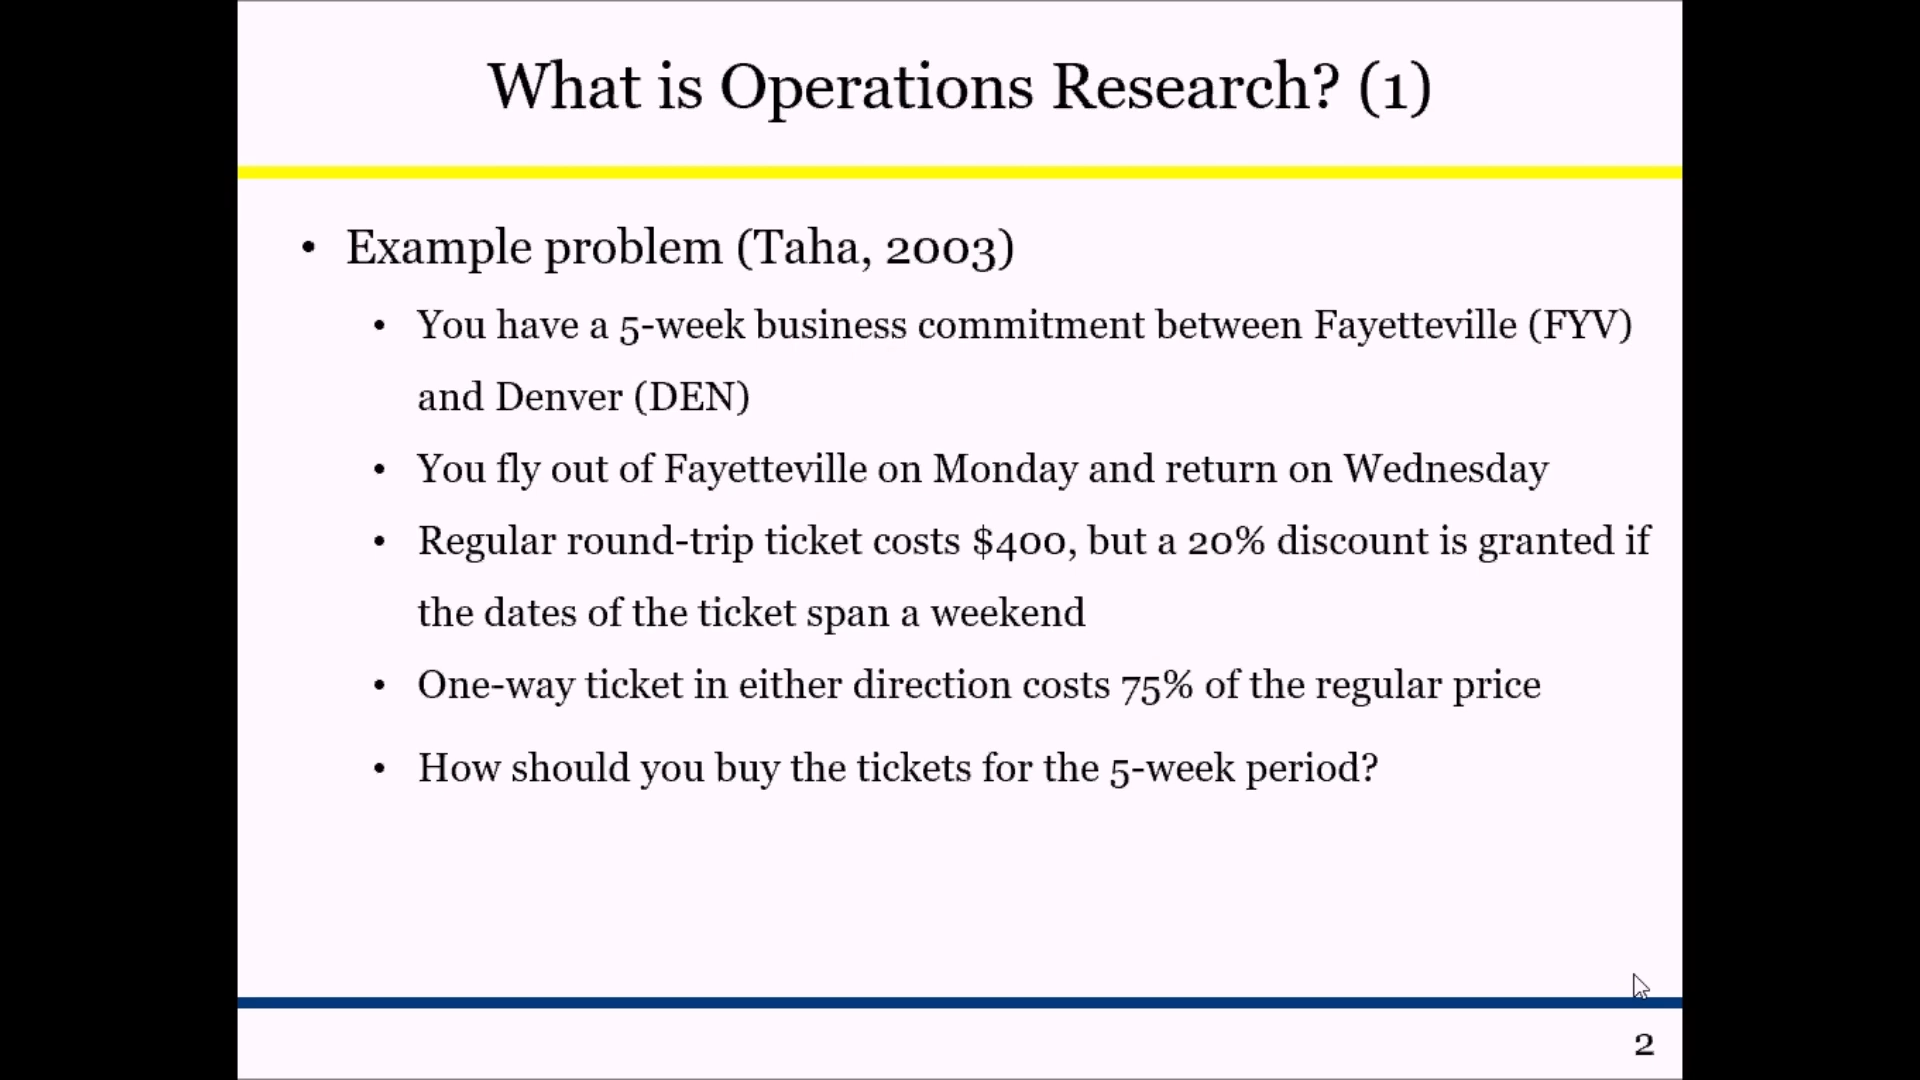 What is Operations Research? (1)
• Example problem (Taha, 2003)
• You have a 5-week business commitment between Fayetteville (FYV)
and Denver (DEN)
• You fly out of Fayetteville on Monday and return on Wednesday
• Regular round-trip ticket costs $400, but a 20% discount is granted if
the dates of the ticket span a weekend
• One-way ticket in either direction costs 75% of the regular price
• How should you buy the tickets for the 5-week period?
2